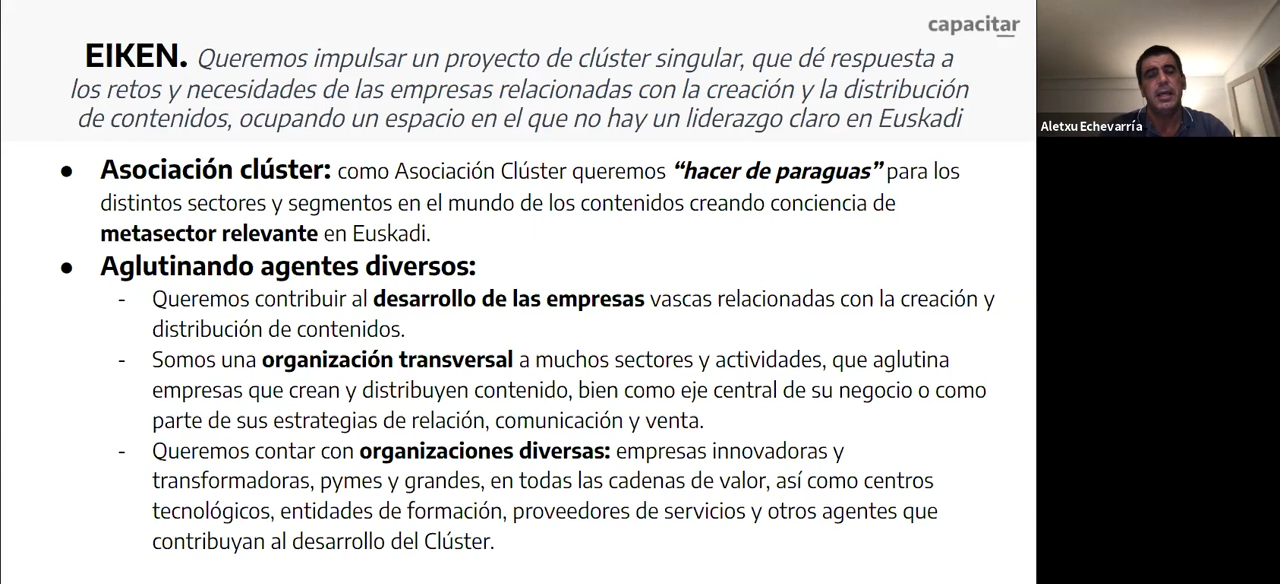 capacitar
EIKEN. Queremos impulsar un proyecto de clúster singular, que dé respuesta a
los retos y necesidades de las empresas relacionadas con la creación y la distribución
de contenidos, ocupando un espacio en el que no hay un liderazgo claro en Euskadi
Aletxu Echevarría
● Asociación clúster: como Asociación Clúster queremos “hacer de paraguas” para los
distintos sectores y segmentos en el mundo de los contenidos creando conciencia de
metasector relevante en Euskadi.
● Aglutinando agentes diversos:
- Queremos contribuir al desarrollo de las empresas vascas relacionadas con la creación y
distribución de contenidos.
- Somos una organización transversal a muchos sectores y actividades, que aglutina
empresas que crean y distribuyen contenido, bien como eje central de su negocio o como
parte de sus estrategias de relación, comunicación y venta.
- Queremos contar con organizaciones diversas: empresas innovadoras y
transformadoras, pymes y grandes, en todas las cadenas de valor, así como centros
tecnológicos, entidades de formación, proveedores de servicios y otros agentes que
contribuyan al desarrollo del Clúster.